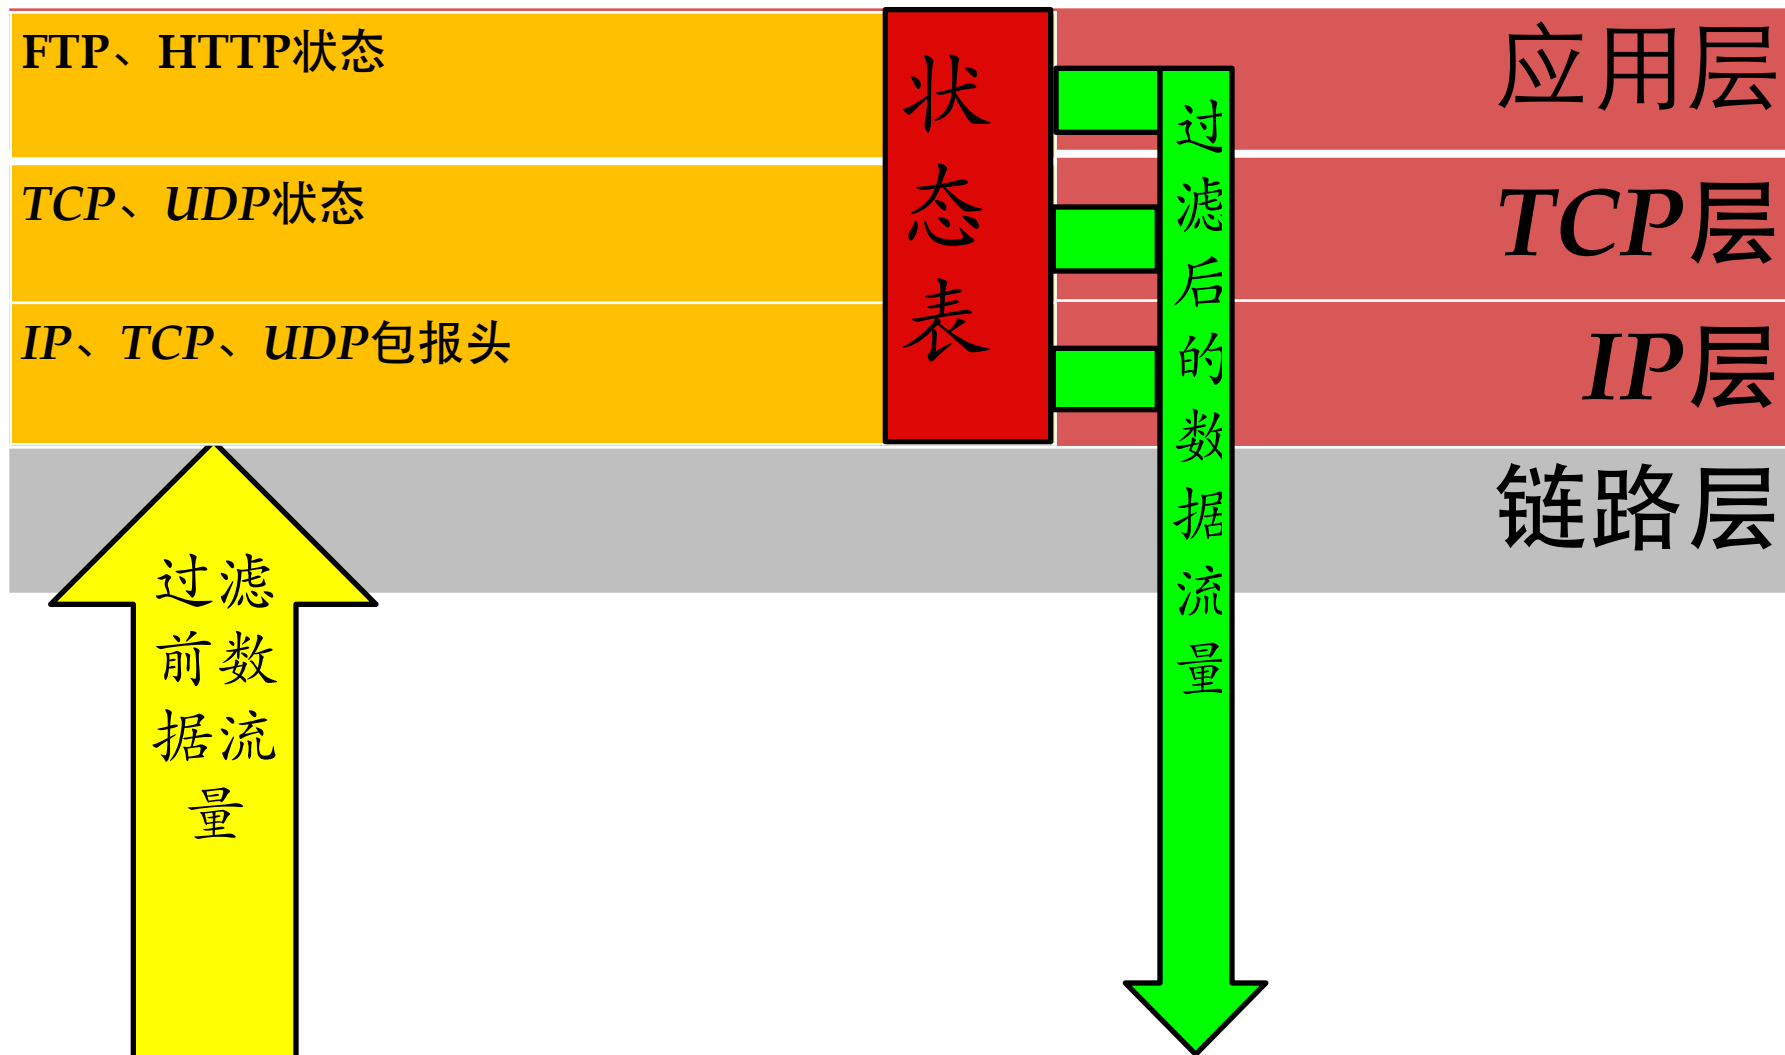 FTP、HTTP状态
应用层
TCP、UDP状态
TCP层
IP、TCP、UDP包报头
IP层
链路层
状
态
表
过滤
前数
据流
量
过
滤
后
的
数
据
流
量